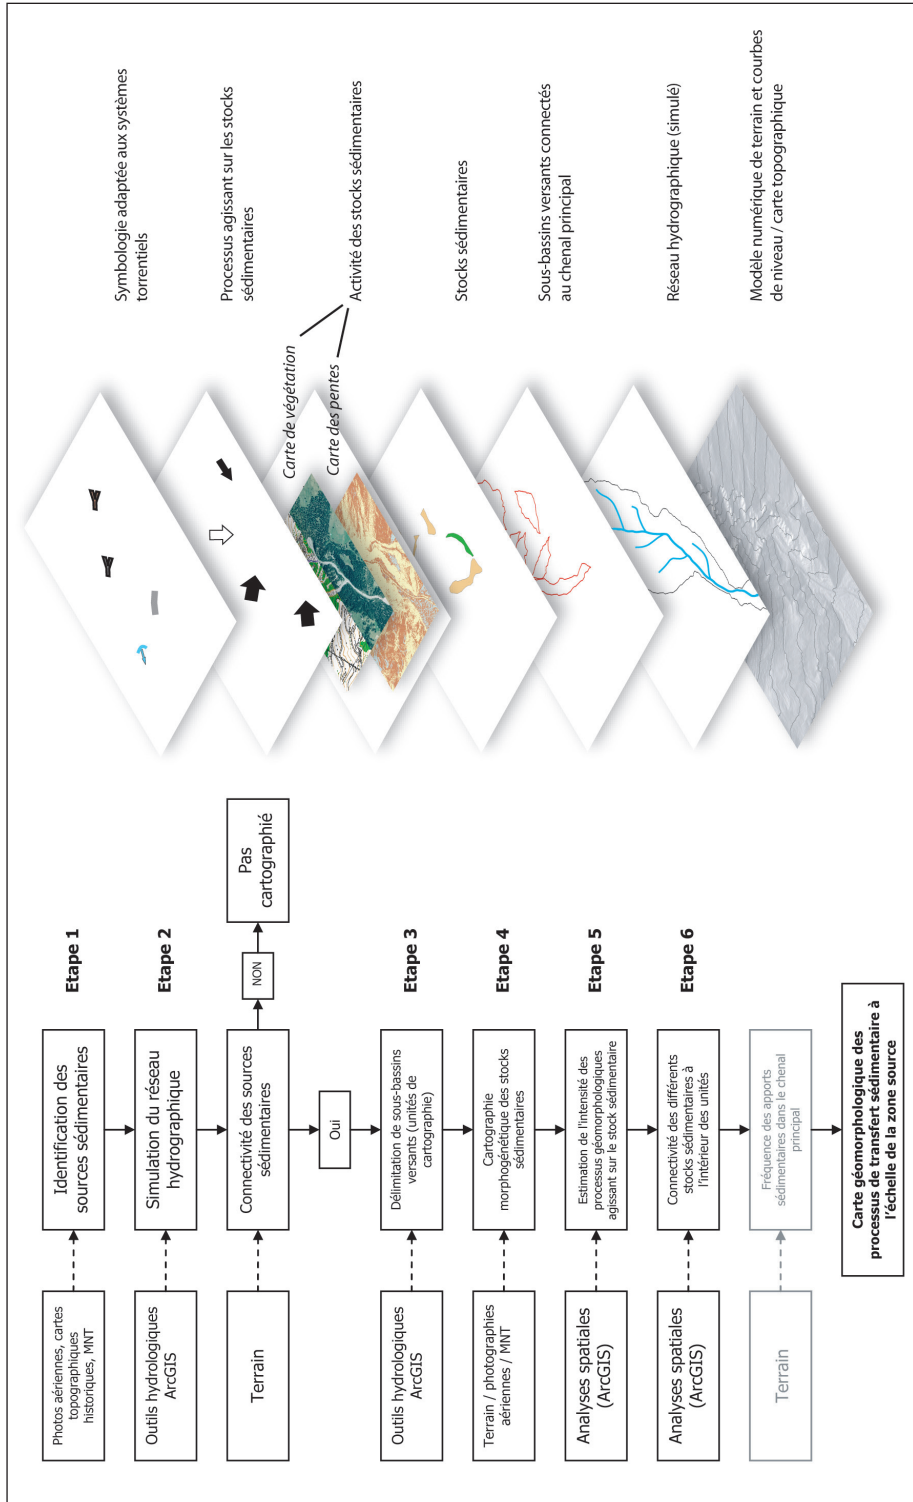 Photos aériennes, cartes
topographiques
historiques, MNT
Identification des
sources sédimentaires
Etape 1
Outils hydrologiques
ArcGIS
Simulation du réseau
hydrographique
Etape 2
Terrain
Connectivité des sources
sédimentaires
NON
Pas
cartographié
Oui
Outils hydrologiques
ArcGIS
Délimitation de sous-bassins
versants (unités de
cartographie)
Etape 3
Terrain / photographies
aériennes / MNT
Cartographie
morphogénétique des stocks
sédimentaires
Etape 4
Analyses spatiales
(ArcGIS)
Estimation de l'intensité des
processus géomorphologiques
agissant sur le stock sédimentaire
Etape 5
Analyses spatiales
(ArcGIS)
Connectivité des différents
stocks sédimentaires à
l'intérieur des unités
Etape 6
Terrain
Fréquence des apports
sédimentaires dans le chenal
principal
Carte géomorphologique des
processus de transfert sédimentaire à
l'échelle de la zone source
Symbologie adaptée aux systèmes
torrentiels
Processus agissant sur les stocks
sédimentaires
Carte de végétation
Carte des pentes
Activité des stocks sédimentaires
Stocks sédimentaires
Sous-bassins versants connectés
au chenal principal
Réseau hydrographique (simulé)
Modèle numérique de terrain et courbes
de niveau / carte topographique